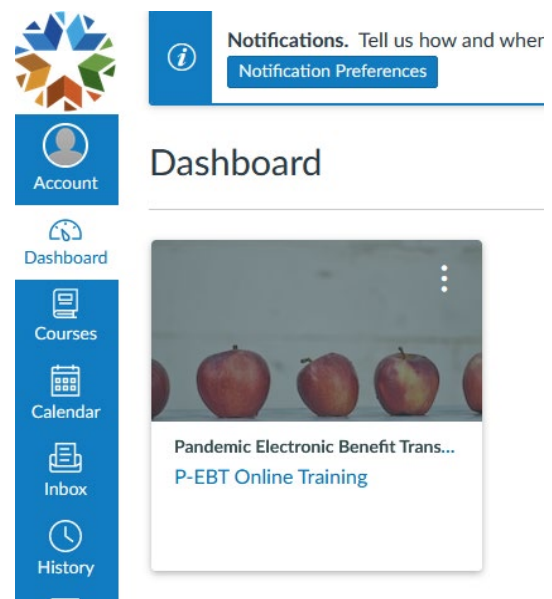 Notifications. Tell us how and when
Notification Preferences
Account
Dashboard
Dashboard
Courses
Calendar
Inbox
History
Pandemic Electronic Benefit Trans...
P-EBT Online Training